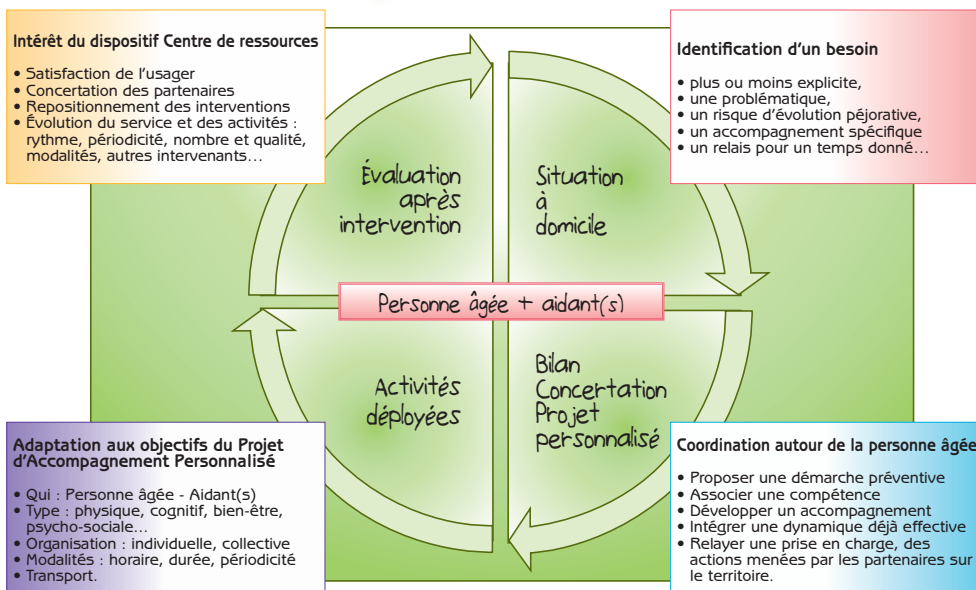 Intérêt du dispositif Centre de ressources
• Satisfaction de l'usager
• Concertation des partenaires
• Repositionnement des interventions
• Évolution du service et des activités :
rythme, périodicité, nombre et qualité,
modalités, autres intervenants…
Identification d'un besoin
• plus ou moins explicite,
• une problématique,
• un risque d'évolution péjorative,
• un accompagnement spécifique
• un relais pour un temps donné…
Évaluation
après
intervention
Situation
à
domicile
Personne âgée + aidant(s)
Activités
déployées
Bilan
Concertation
Projet
personnalisé
Adaptation aux objectifs du Projet
d'Accompagnement Personnalisé
• Qui : Personne âgée - Aidant(s)
• Type : physique, cognitif, bien-être,
psycho-sociale…
• Organisation : individuelle, collective
• Modalités : horaire, durée, périodicité
• Transport.
Coordination autour de la personne âgée
• Proposer une démarche préventive
• Associer une compétence
• Développer un accompagnement
• Intégrer une dynamique déjà effective
• Relayer une prise en charge, des
actions menées par les partenaires sur
le territoire.